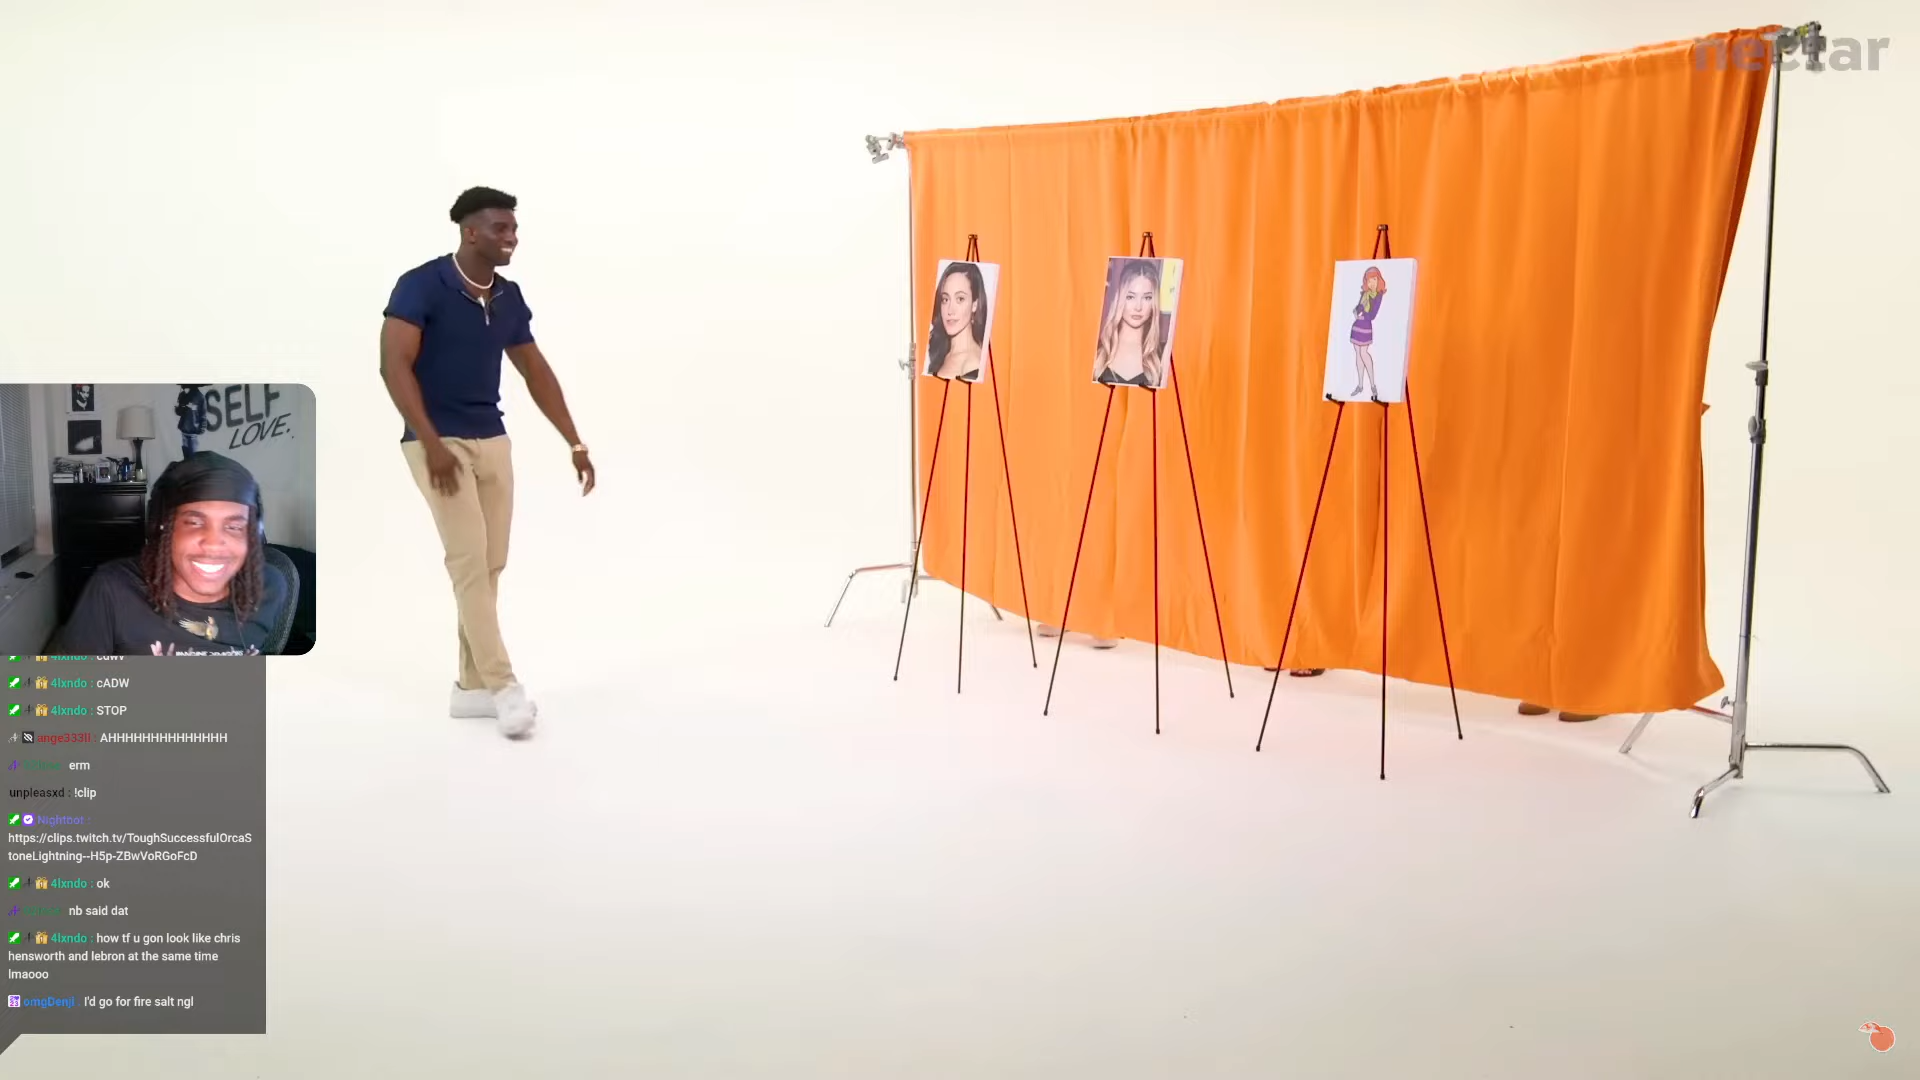 nectar
SELF
LOVE.
4lxndo : cADW
4lxndo : STOP
ange333ll : AHHHHHHHHHHHHHH
erm
unpleasxd : !clip
Nightbot :
https://clips.twitch.tv/ToughSuccessfulOrcaS
toneLightning--H5p-ZBwVoRGoFcD
4lxndo : ok
nb said dat
4lxndo : how tf u gon look like chris
hensworth and lebron at the same time
lmaooo
omgDenji : I'd go for fire salt ngl